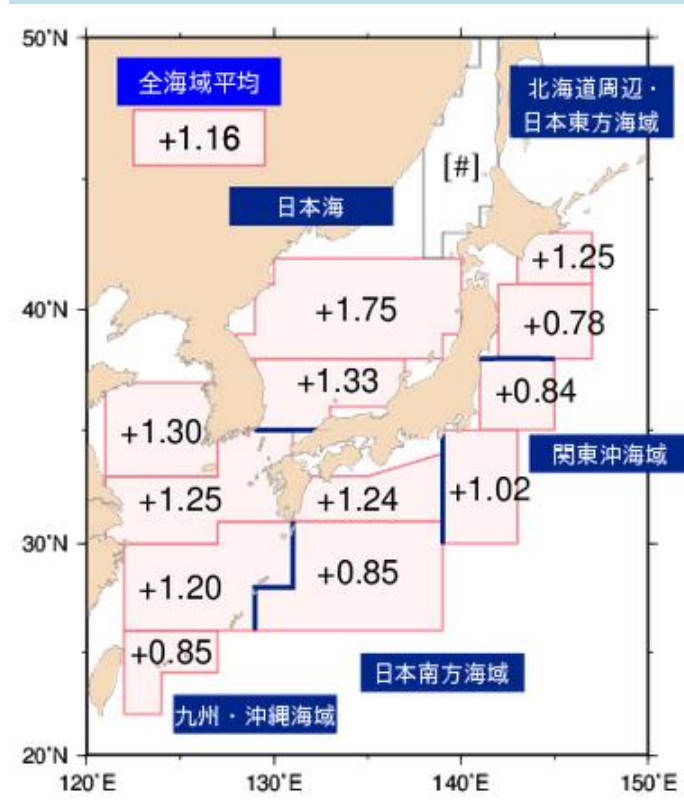 50˚N
全海域平均
+1.16
北海道周辺・
日本東方海域
[#]
日本海
+1.25
40˚N
+1.75
+0.78
+1.33
+0.84
+1.30
関東沖海域
+1.25
+1.24
+1.02
30˚N
+1.20
+0.85
+0.85
日本南方海域
九州・沖縄海域
20˚N
120˚E
130˚E
140˚E
150˚E